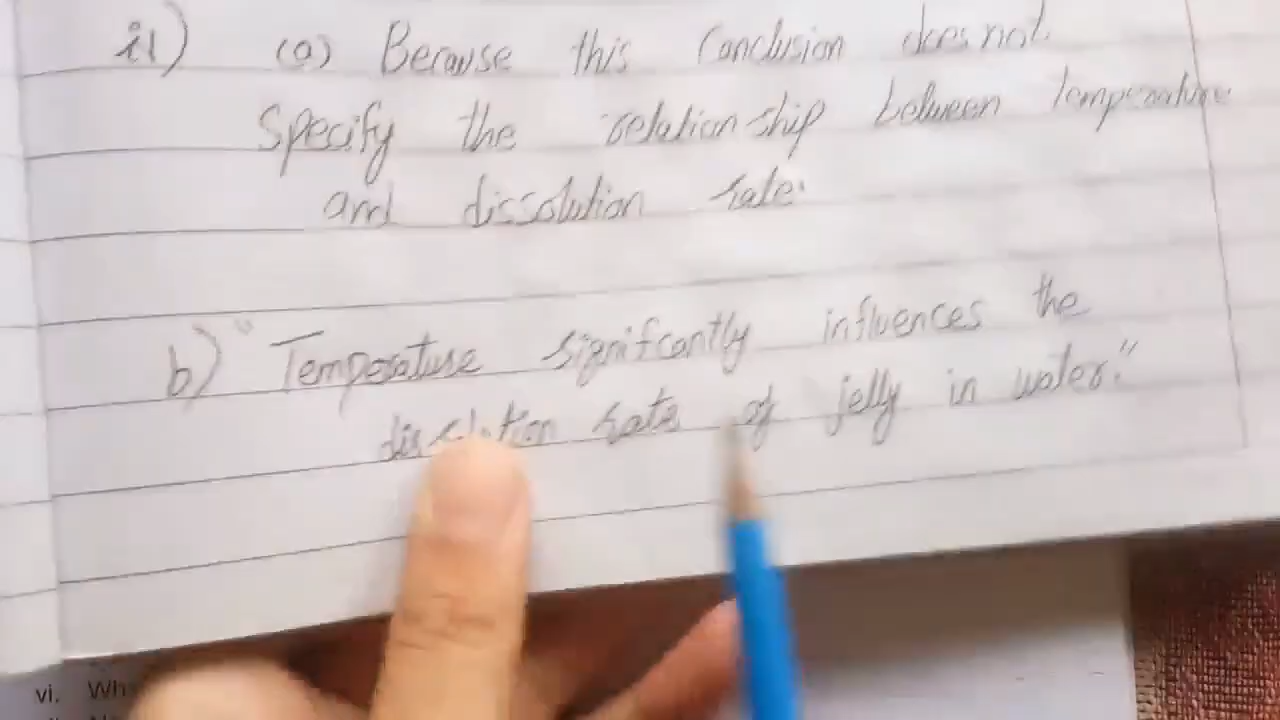 ii) (a) Because this Conclusion does not
Specify the relationship between temperature
and dissolution rate.
b) "Temperature significantly influences the
dissolution rate of jelly in water."
vi. Wh